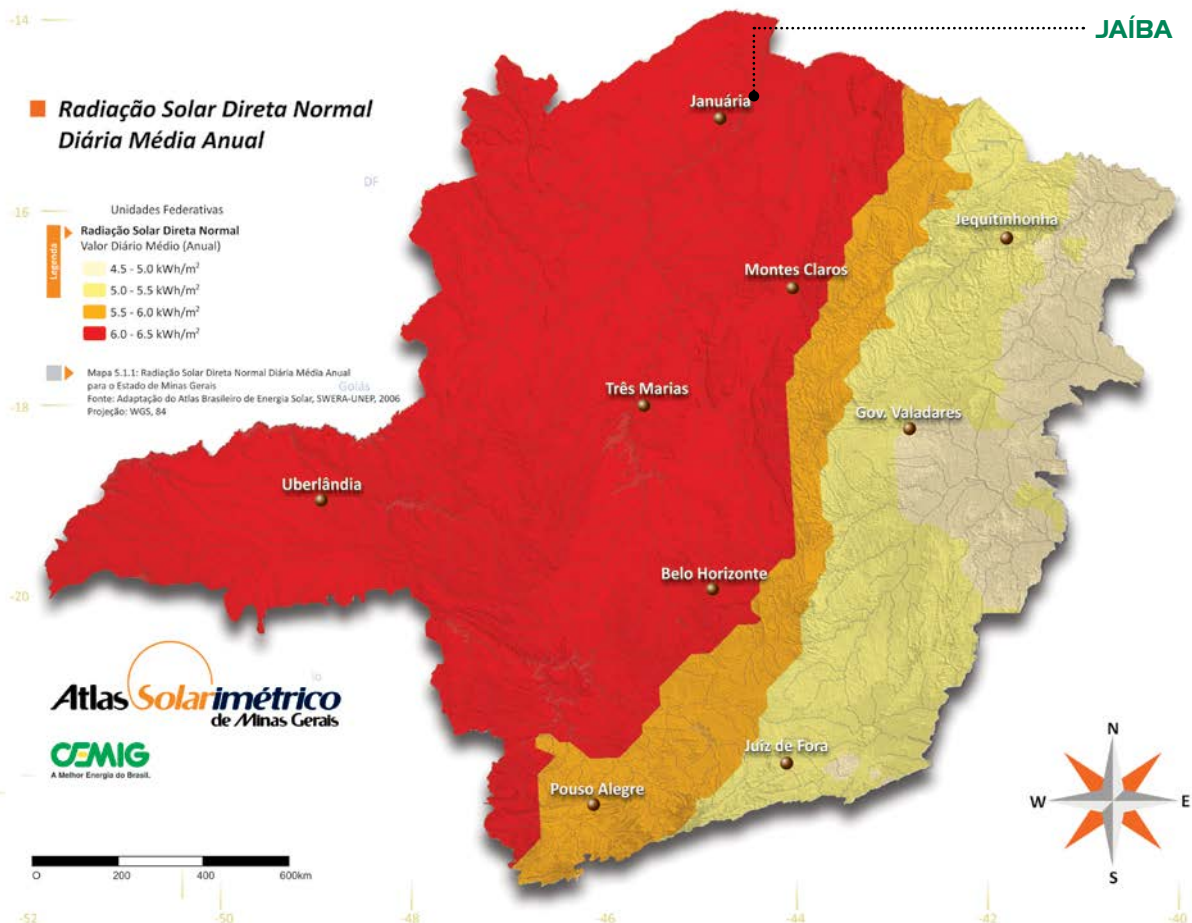 -14
JAÍBA
Radiação Solar Direta Normal
Diária Média Anual
Januária
DF
-16
Unidades Federativas
Legenda
Radiação Solar Direta Normal
Valor Diário Médio (Anual)
4.5 - 5.0 kWh/m²
5.0 - 5.5 kWh/m²
5.5 - 6.0 kWh/m²
6.0 - 6.5 kWh/m²
Jequitinhonha
Montes Claros
Mapa 5.1.1: Radiação Solar Direta Normal Diária Média Anual
para o Estado de Minas Gerais
Goiás
Fonte: Adaptação do Atlas Brasileiro de Energia Solar, SWERA-UNEP, 2006
Projeção: WGS, 84
-18
Três Marias
Gov. Valadares
Uberlândia
Belo Horizonte
-20
Atlas Solarimétrico
de Minas Gerais
CEMIG
A Melhor Energia do Brasil.
Juiz de Fora
Pouso Alegre
N
W
E
S
0 200 400 600km
-52 -50 -48 -46 -44 -42 -40